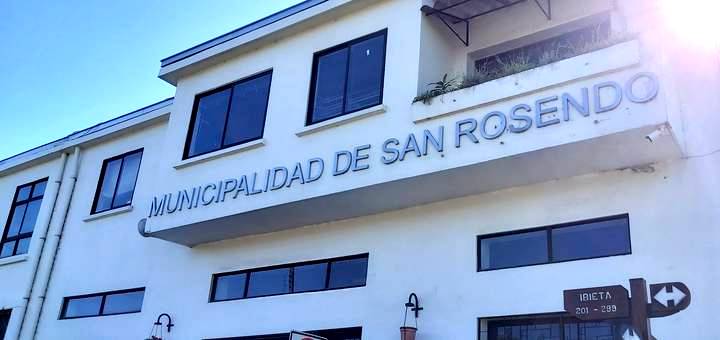 MUNICIPALIDAD DE SAN ROSENDO
IBIETA
201 - 299